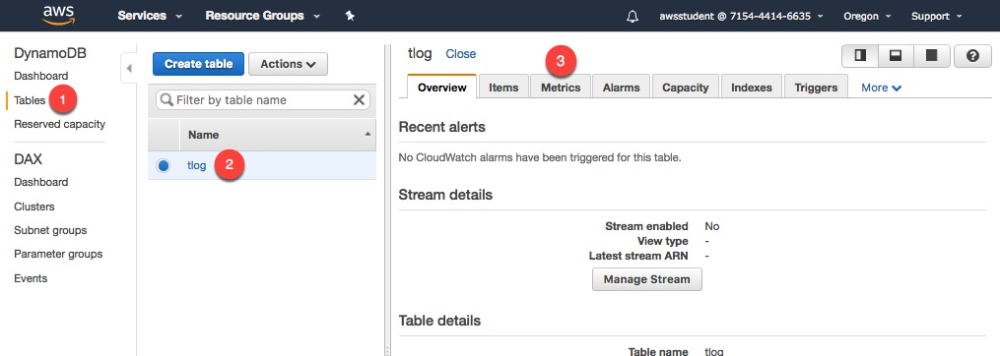 aws Services Resource Groups awsstudent @ 7154-4414-6635 Oregon Support
DynamoDB
Dashboard
Tables 1
Reserved capacity
DAX
Dashboard
Clusters
Subnet groups
Parameter groups
Events
Create table Actions
Filter by table name
Name
tlog 2
tlog Close 3
Overview Items Metrics Alarms Capacity Indexes Triggers More
Recent alerts
No CloudWatch alarms have been triggered for this table.
Stream details
Stream enabled No
View type -
Latest stream ARN -
Manage Stream
Table details
Table name tlog